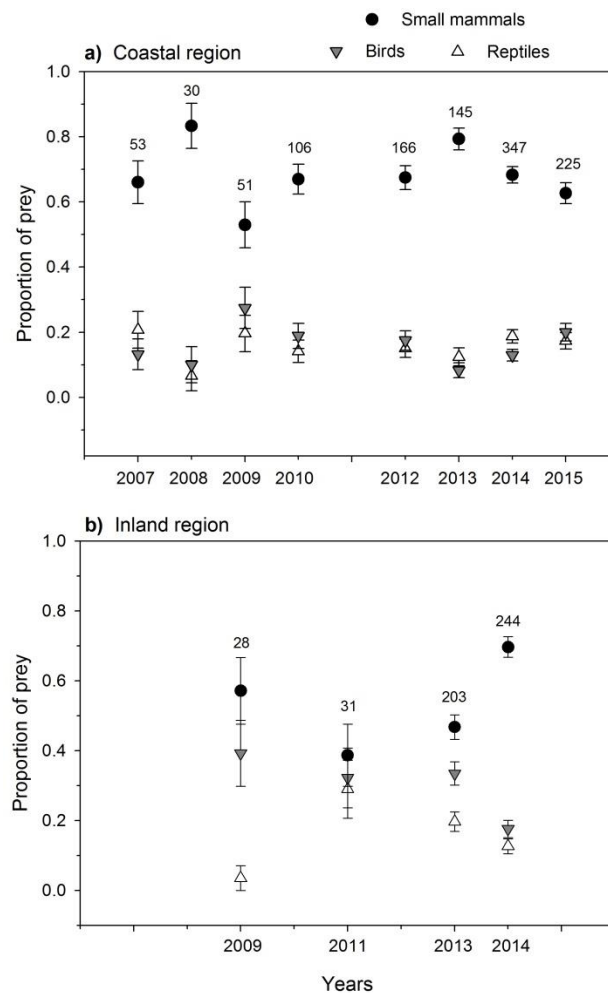 Small mammals
a) Coastal region
Birds
Reptiles
1.0
0.8
0.6
0.4
0.2
0.0
Proportion of prey
53
30
51
106
166
145
347
225
2007 2008 2009 2010 2012 2013 2014 2015
b) Inland region
1.0
0.8
0.6
0.4
0.2
0.0
Proportion of prey
28
31
203
244
2009 2011 2013 2014
Years